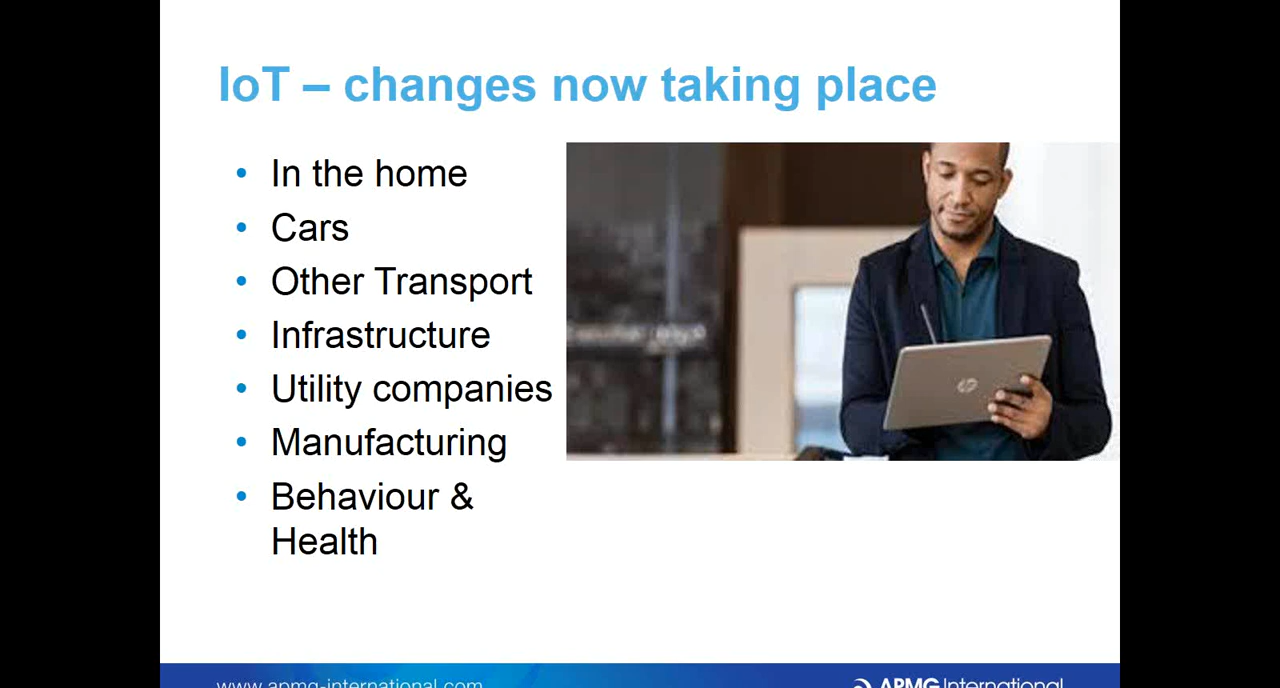 IoT – changes now taking place
• In the home
• Cars
• Other Transport
• Infrastructure
• Utility companies
• Manufacturing
• Behaviour &
Health
hp
www.apmg-international.com
APMG International